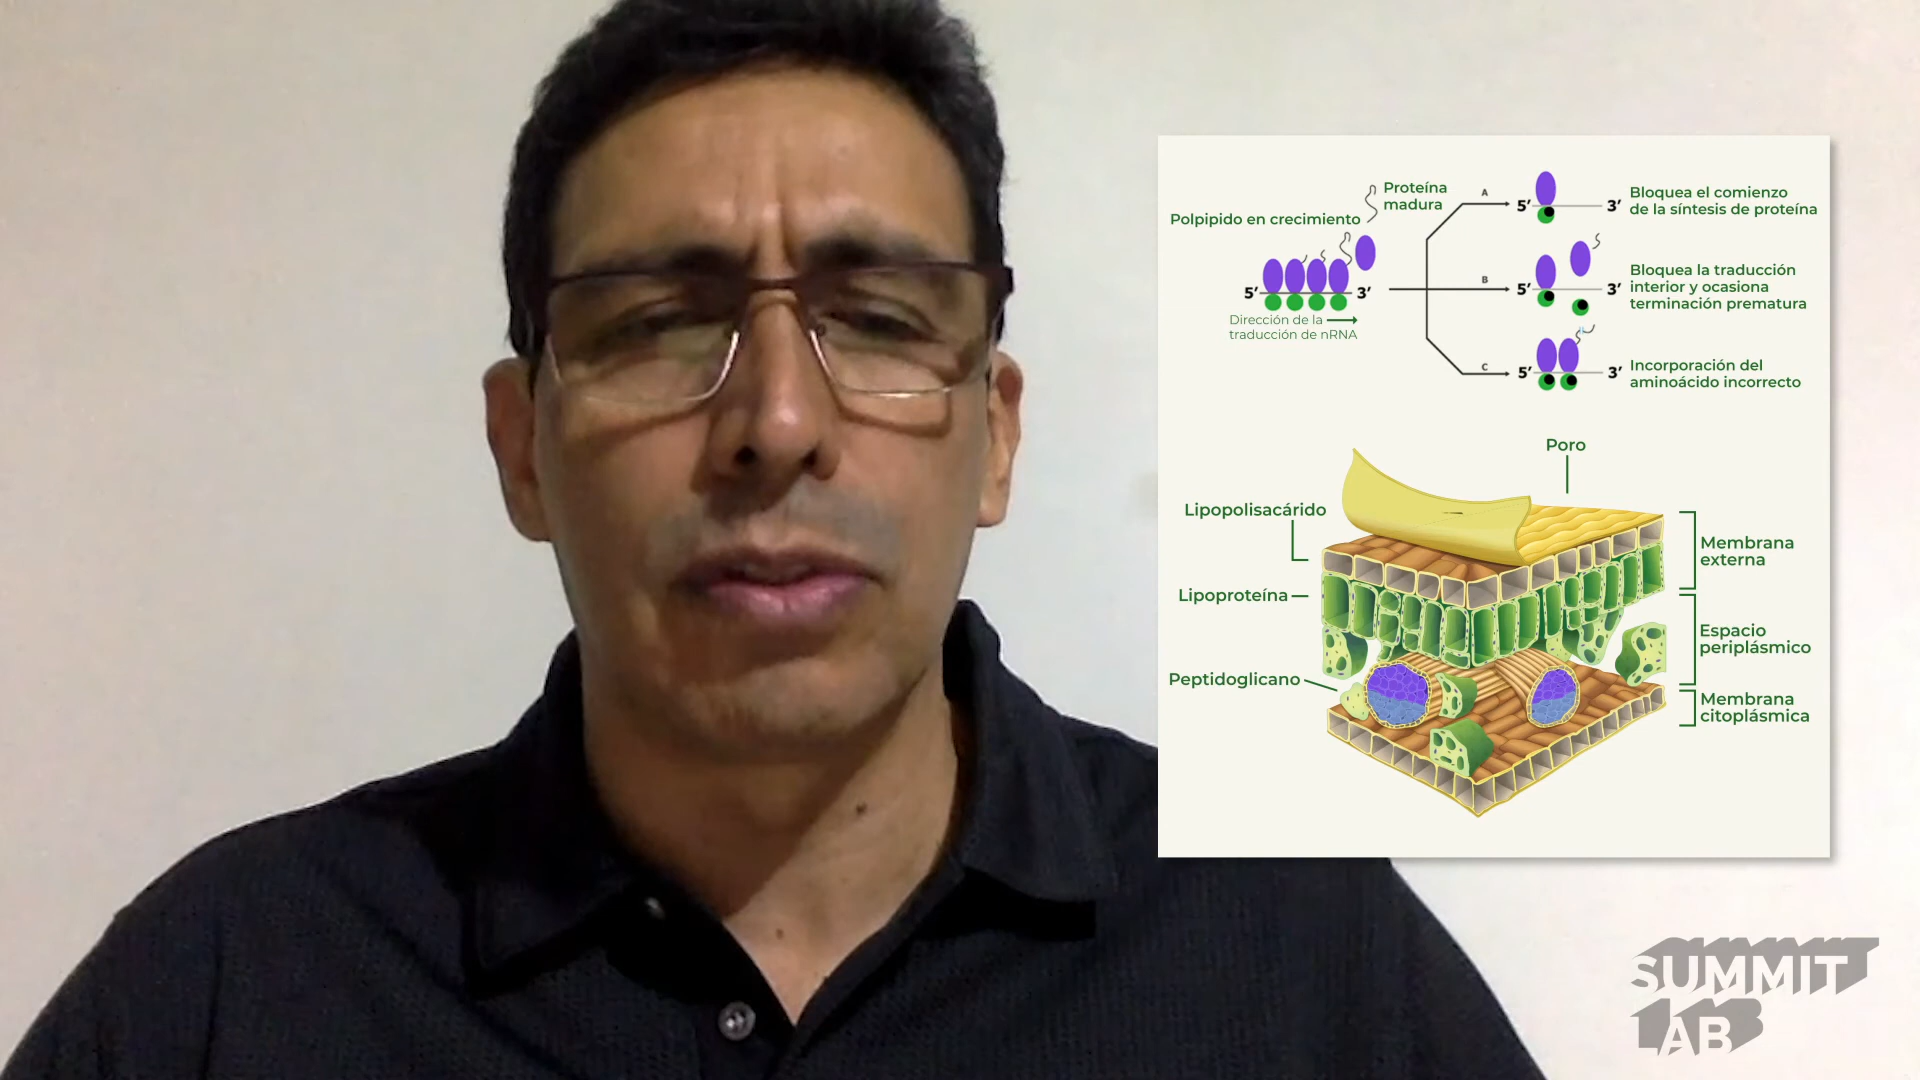 Proteína
madura
Polpipido en crecimiento
5’
3’
Dirección de la
traducción de nRNA
A
5’
3’
Bloquea el comienzo
de la síntesis de proteína
B
5’
3’
Bloquea la traducción
interior y ocasiona
terminación prematura
C
5’
3’
Incorporación del
aminoácido incorrecto
Poro
Lipopolisacárido
Lipoproteína
Peptidoglicano
Membrana
externa
Espacio
periplásmico
Membrana
citoplásmica
SUMMIT
LAB